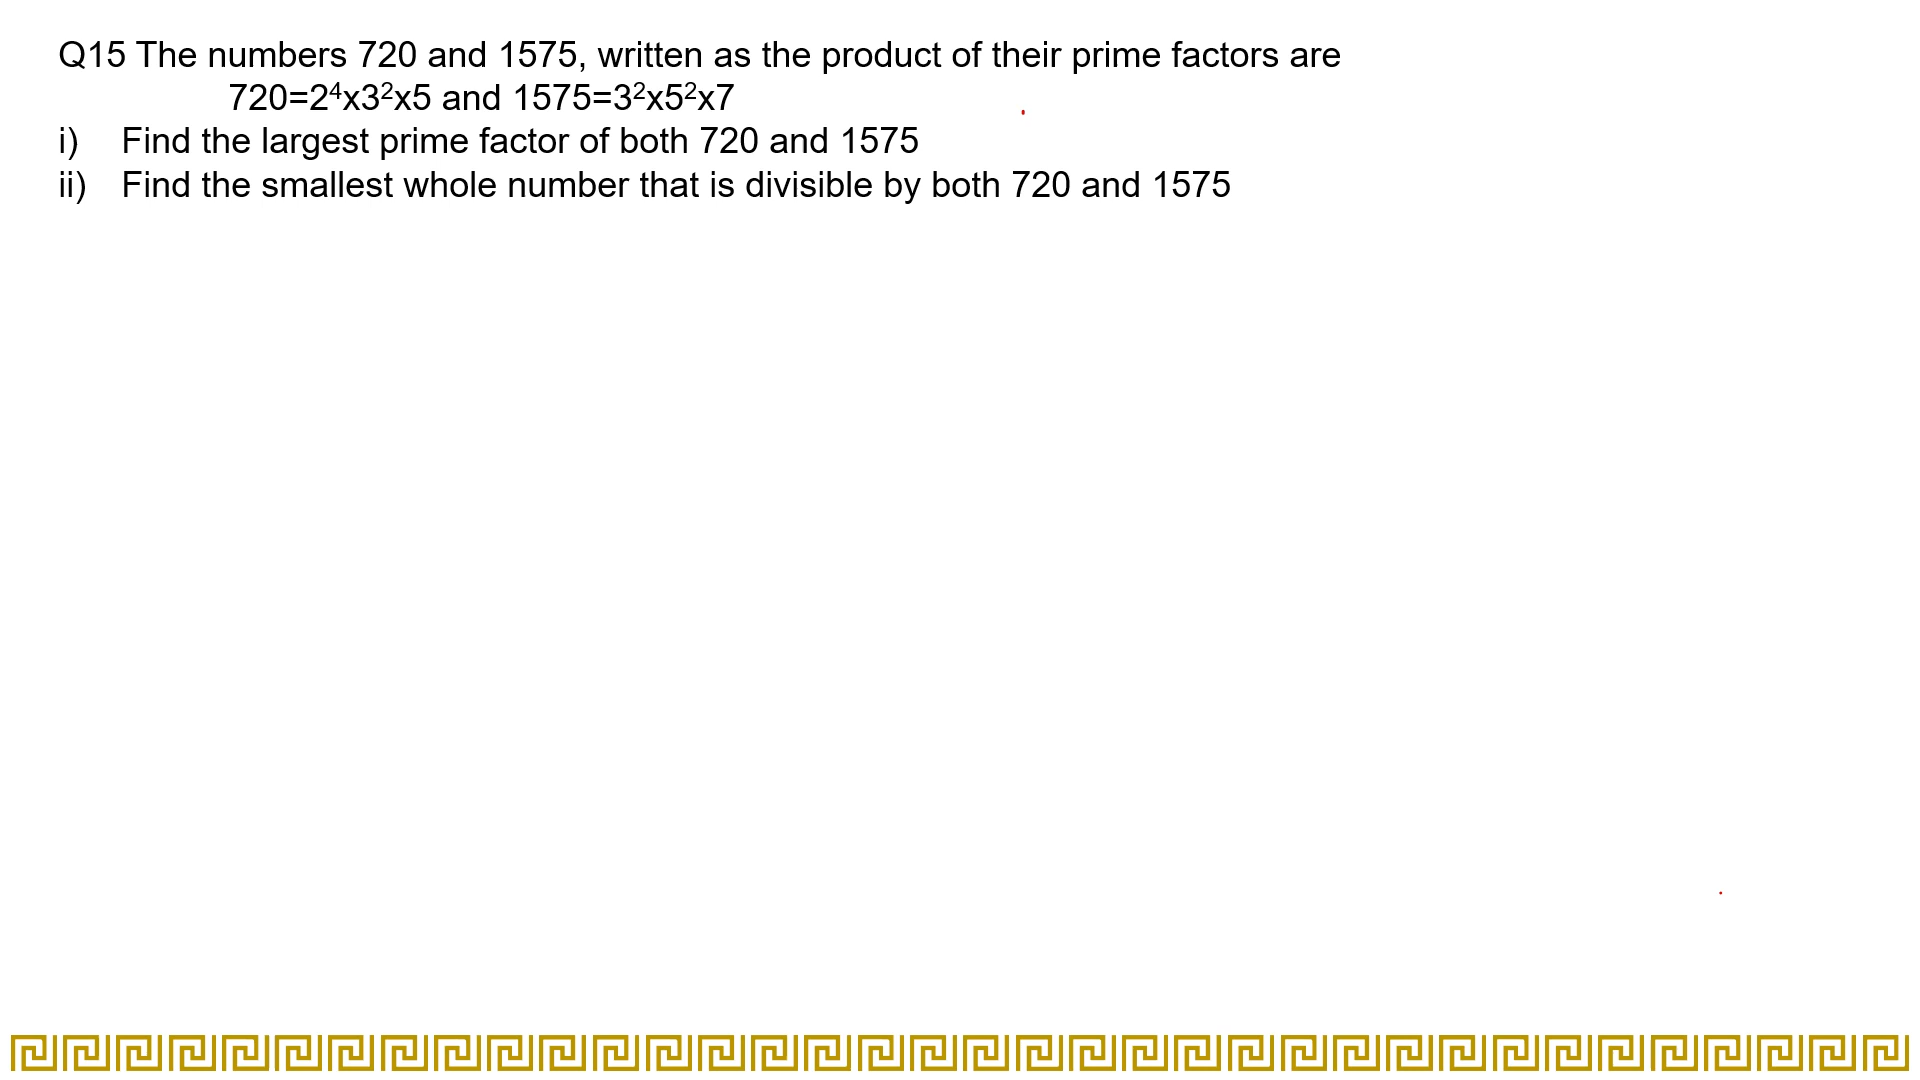 Q15 The numbers 720 and 1575, written as the product of their prime factors are
720=2⁴x3²x5 and 1575=3²x5²x7
i) Find the largest prime factor of both 720 and 1575
ii) Find the smallest whole number that is divisible by both 720 and 1575